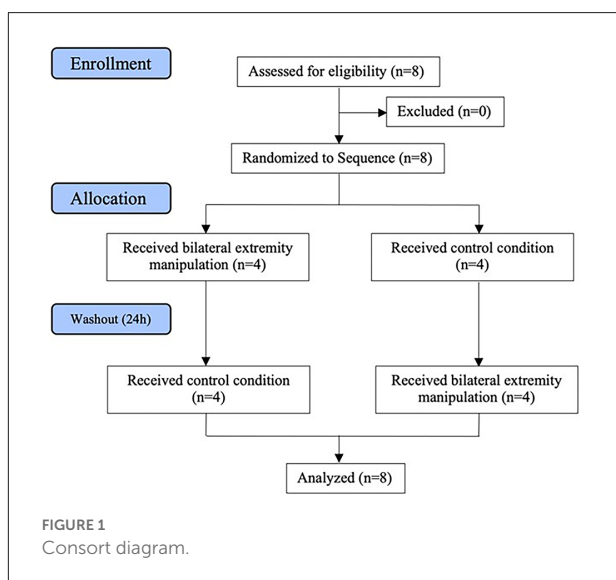 Enrollment
Assessed for eligibility (n=8)
Excluded (n=0)
Randomized to Sequence (n=8)
Allocation
Received bilateral extremity
manipulation (n=4)
Received control condition
(n=4)
Washout (24h)
Received control condition
(n=4)
Received bilateral extremity
manipulation (n=4)
Analyzed (n=8)
FIGURE 1
Consort diagram.